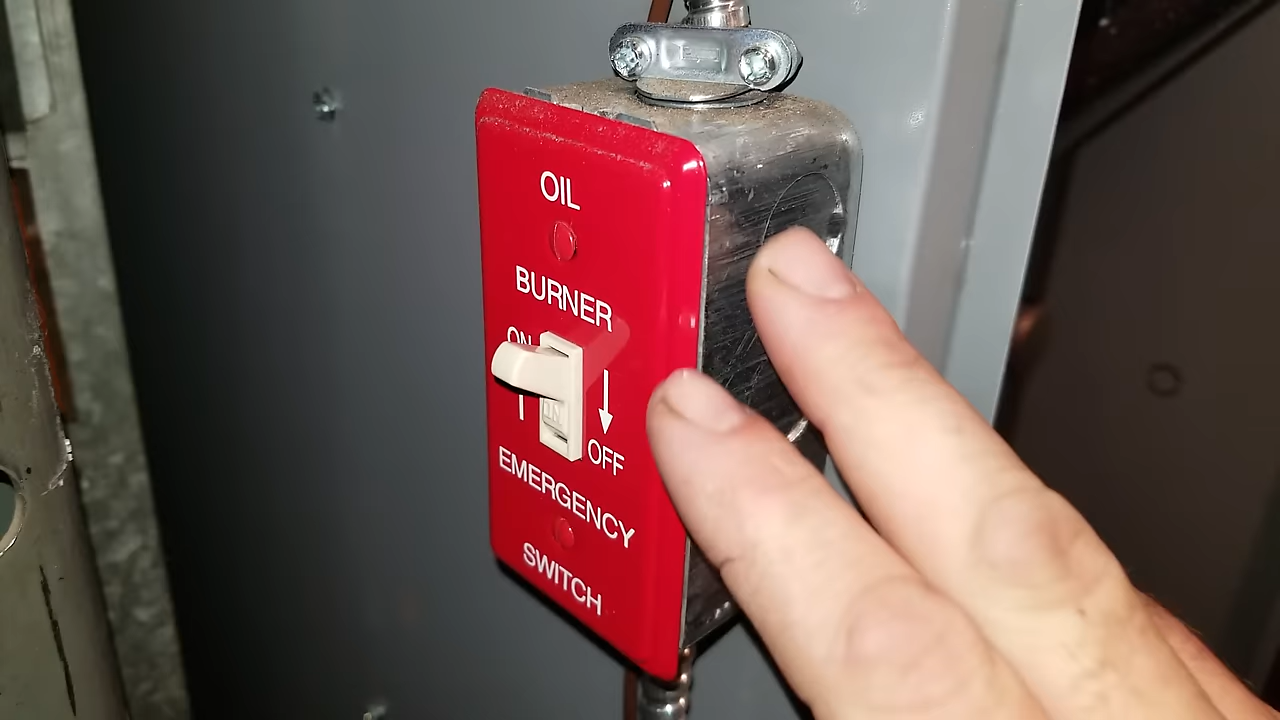 OIL
BURNER
ON
OFF
EMERGENCY
SWITCH